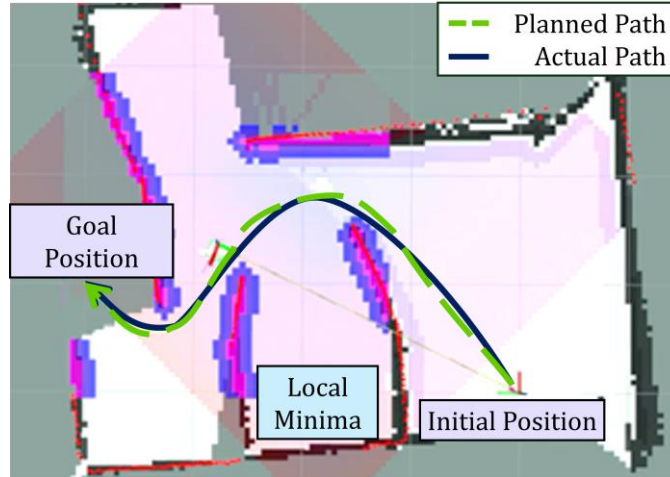 Planned Path
Actual Path
Goal
Position
Local
Minima
Initial Position